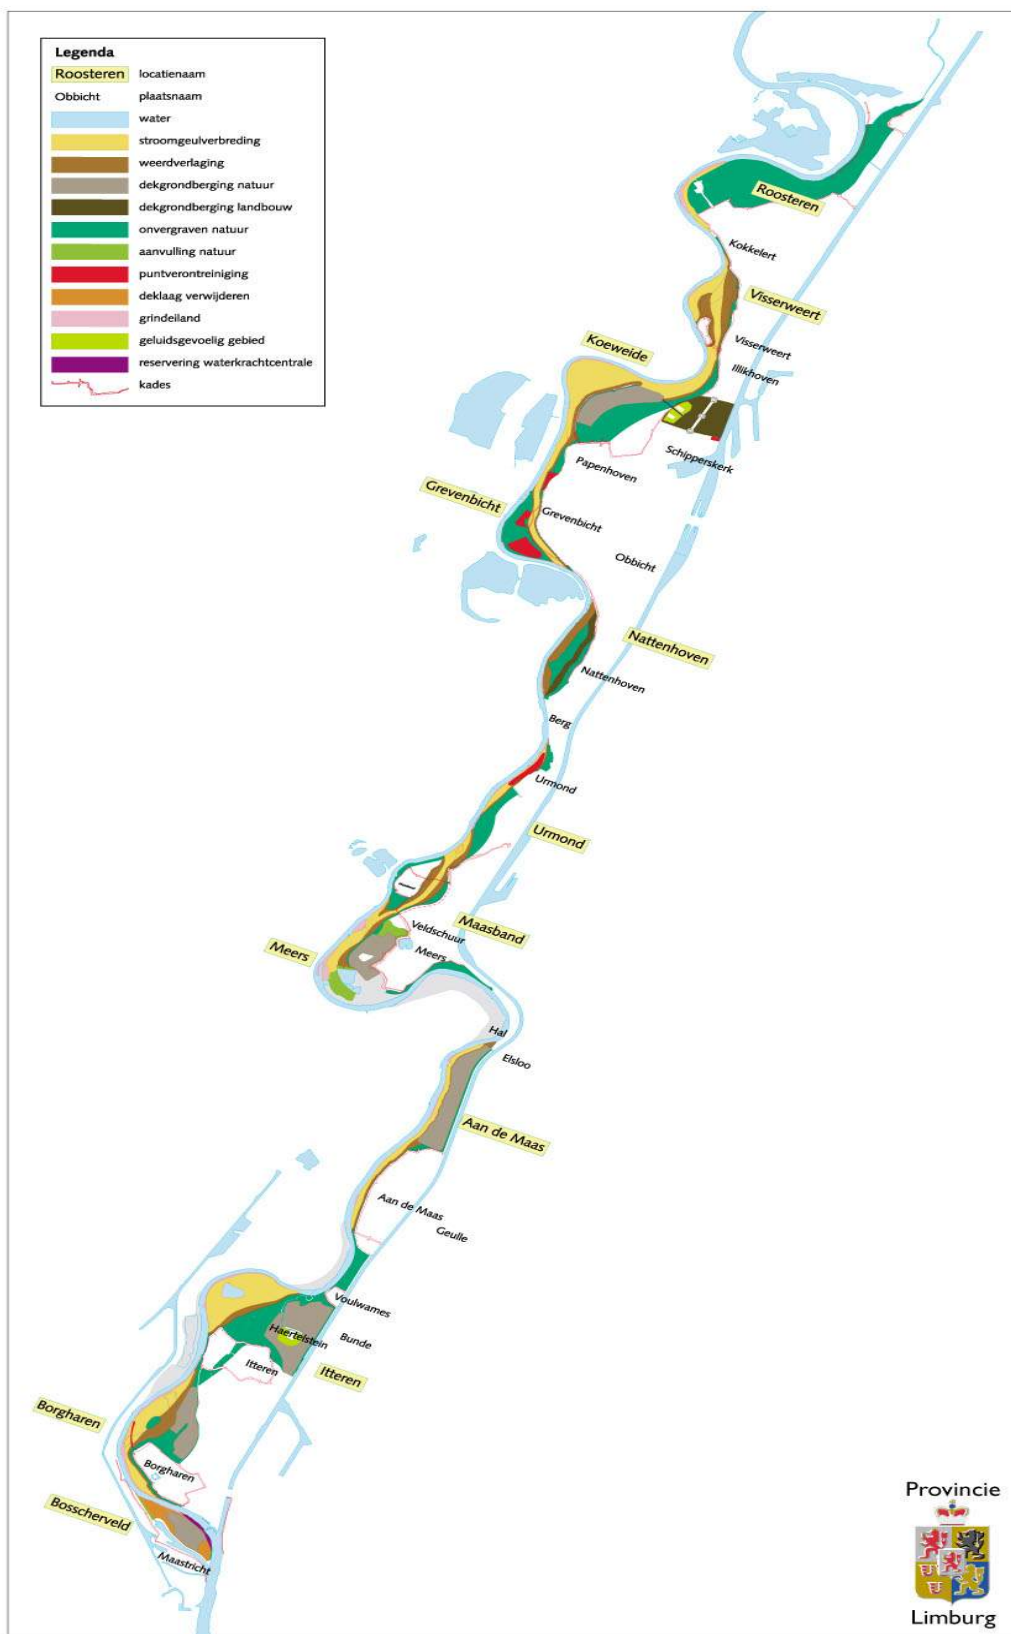 Legenda
Roosteren locatienaam
Obbicht plaatsnaam
water
stroomgeulverbreding
weerdverlaging
dekgrondberging natuur
dekgrondberging landbouw
onvergraven natuur
aanvulling natuur
puntverontreiniging
deklaag verwijderen
grindeiland
geluidsgevoelig gebied
reservering waterkrachtcentrale
kades
Roosteren
Kokkelert
Visserweert
Visserweert
Koeweide
Illikhoven
Schipperskerk
Papenhoven
Grevenbicht
Grevenbicht
Obbicht
Nattenhoven
Nattenhoven
Berg
Urmond
Urmond
Maasband
Veldschuur
Meers
Meers
Hal
Elsloo
Aan de Maas
Aan de Maas
Geulle
Voulwames
Haertelstein
Bunde
Itteren
Itteren
Borgharen
Borgharen
Bosscherveld
Maastricht
Provincie
Limburg